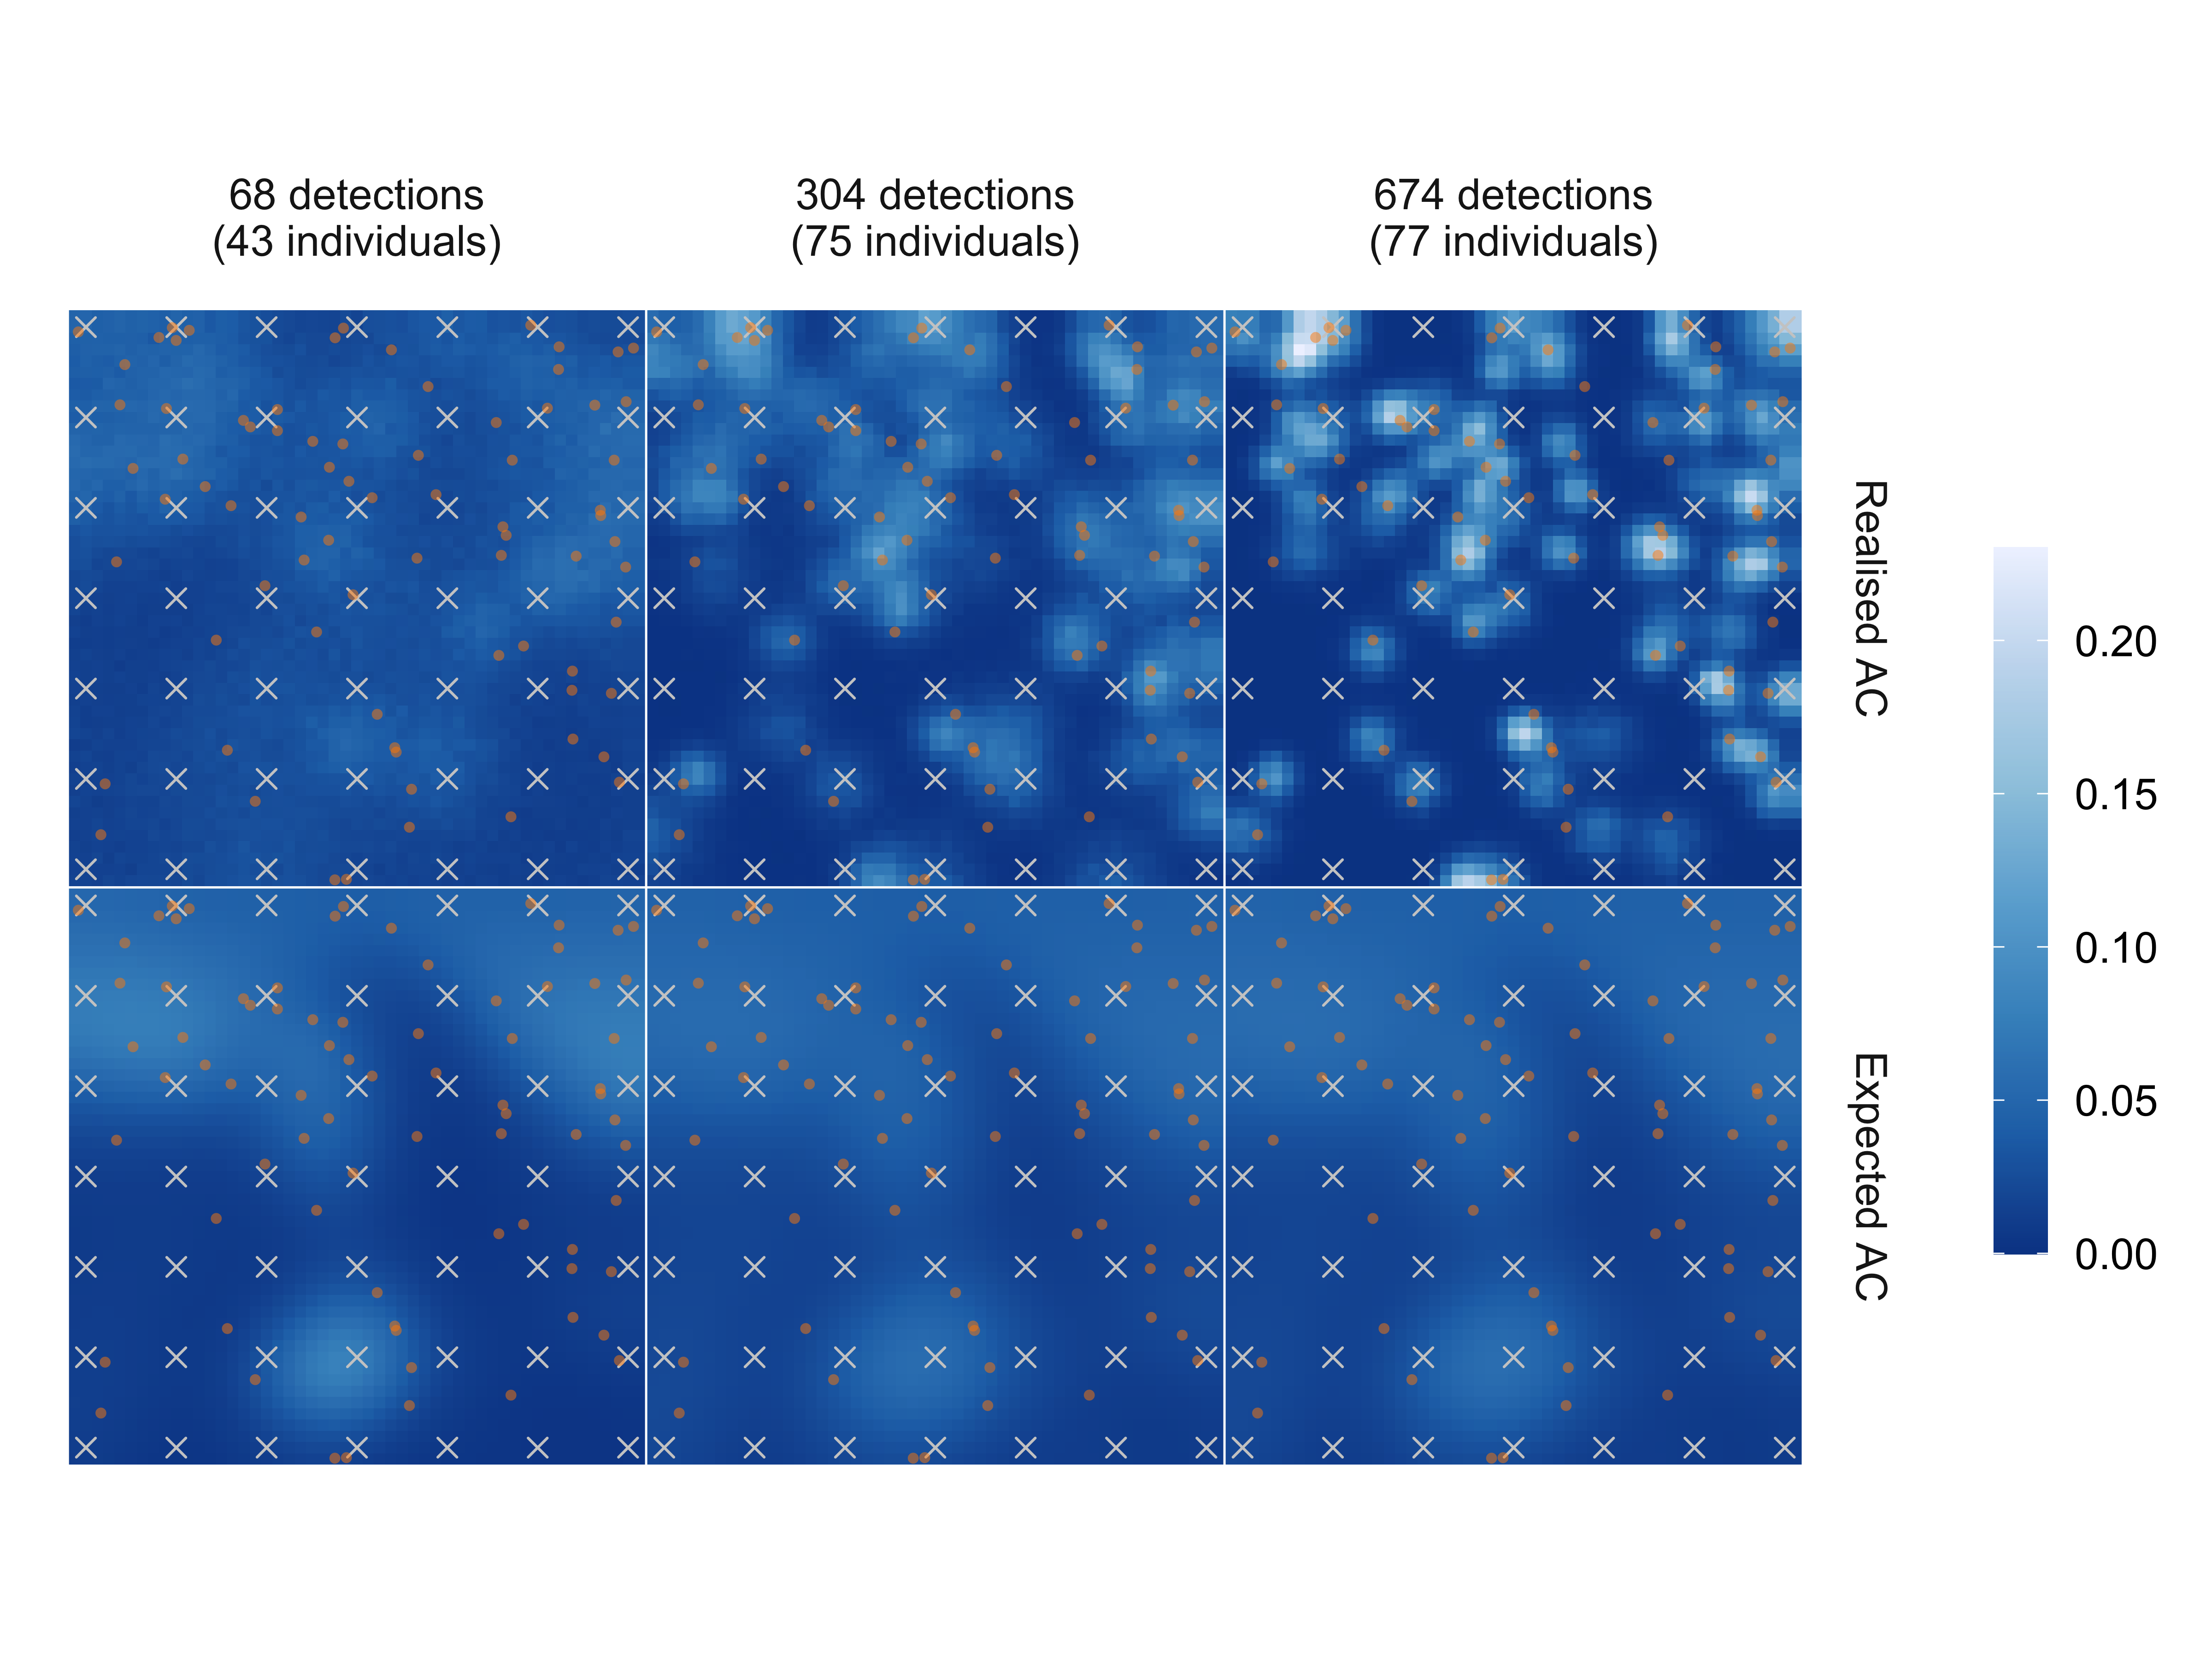 68 detections
(43 individuals)
304 detections
(75 individuals)
674 detections
(77 individuals)
Realised AC
Expected AC
0.20
0.15
0.10
0.05
0.00